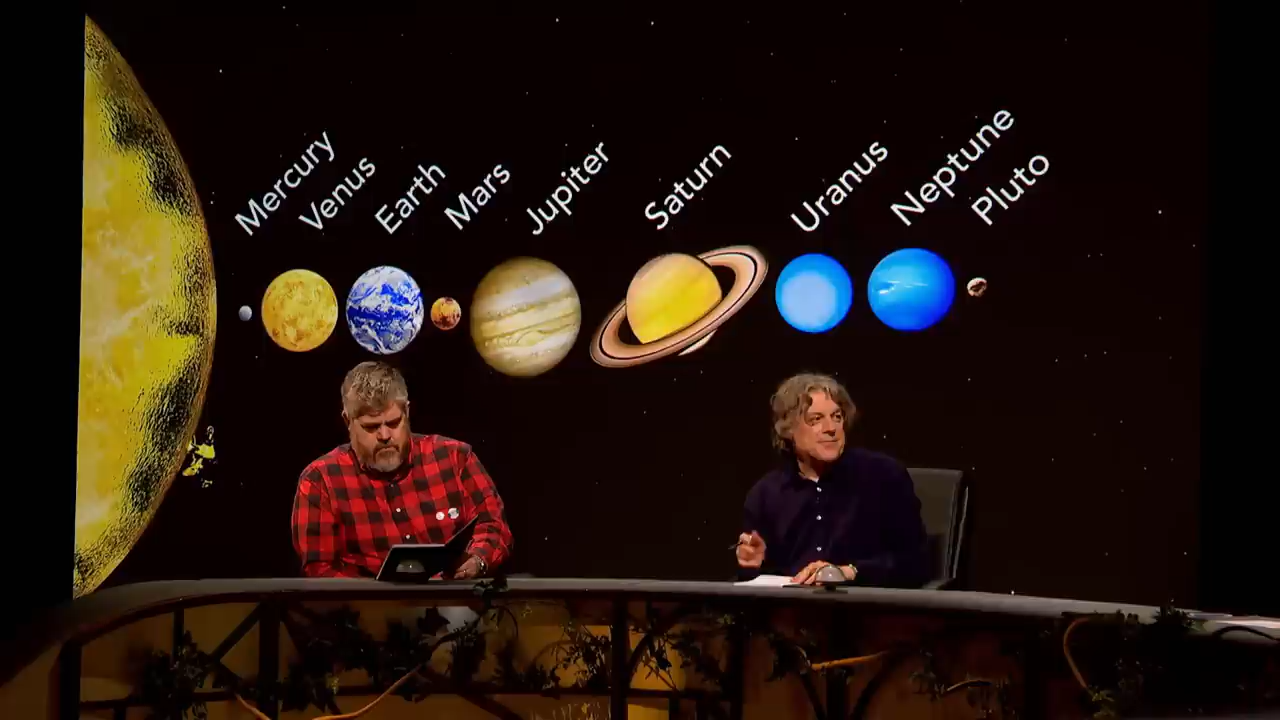 Mercury
Venus
Earth
Mars
Jupiter
Saturn
Uranus
Neptune
Pluto